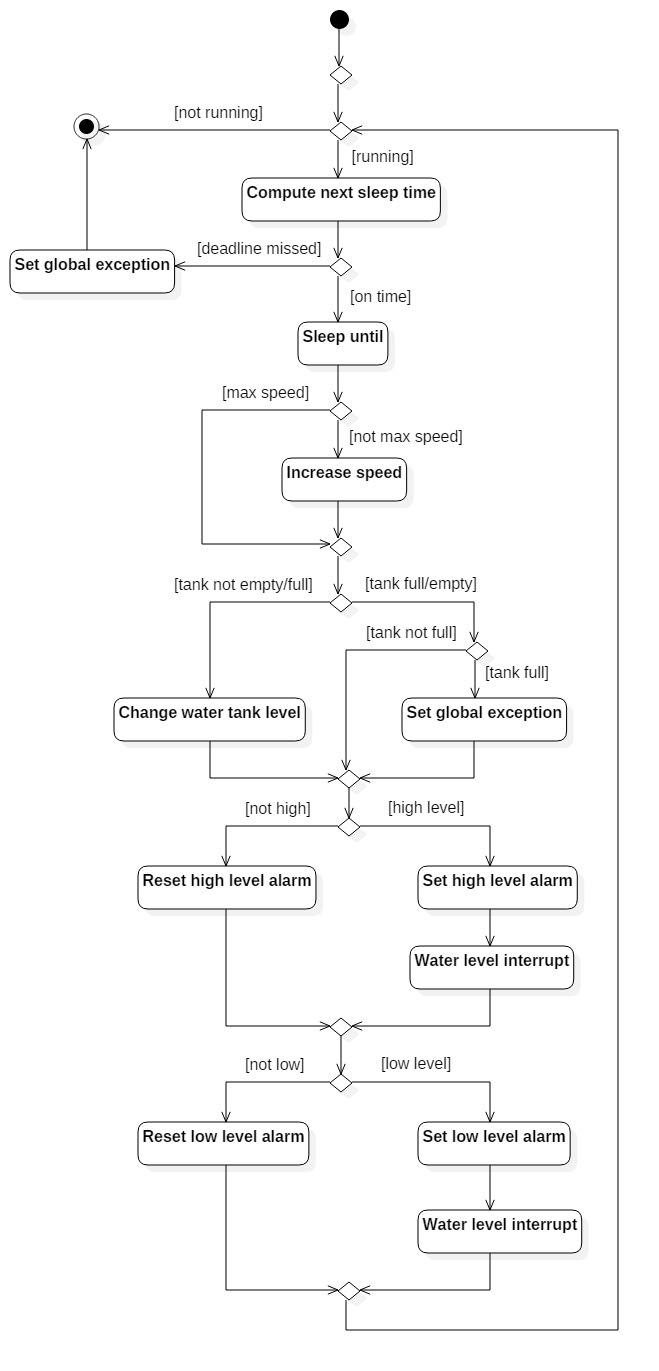 [not running]
[running]
Compute next sleep time
[deadline missed]
Set global exception
[on time]
Sleep until
[max speed]
[not max speed]
Increase speed
[tank not empty/full]
[tank full/empty]
[tank not full]
[tank full]
Change water tank level
Set global exception
[not high]
[high level]
Reset high level alarm
Set high level alarm
Water level interrupt
[not low]
[low level]
Reset low level alarm
Set low level alarm
Water level interrupt